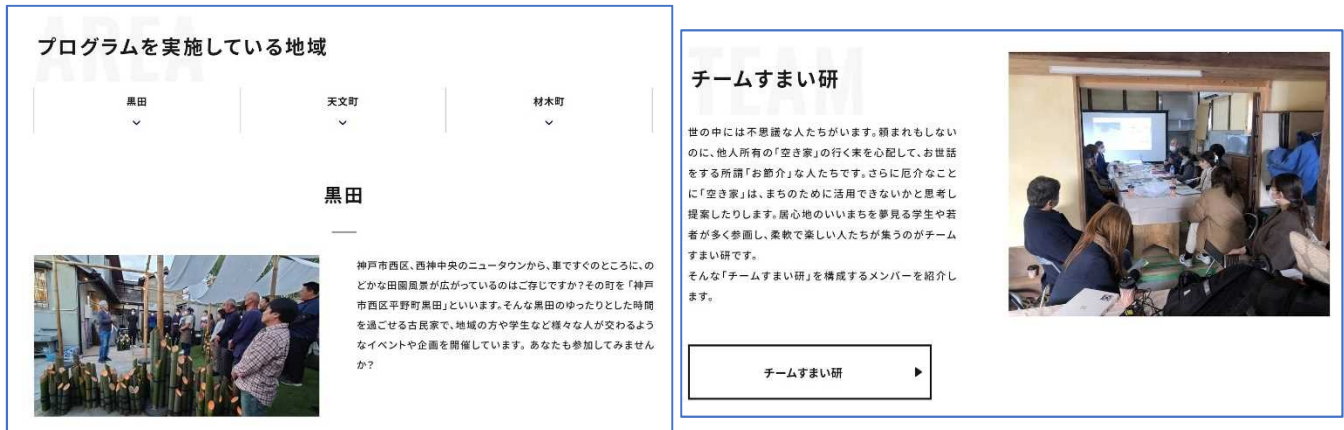 AREA
プログラムを実施している地域
黒田
天文町
材木町
黒田
神戸市西区、西神中央のニュータウンから、車ですぐのところに、の
どかな田園風景が広がっているのはご存じですか?その町を「神戸
市西区平野町黒田」といいます。そんな黒田のゆったりとした時間
を過ごせる古民家で、地域の方や学生など様々な人が交わるよう
なイベントや企画を開催しています。あなたも参加してみません
か?
TEAM
チームすまい研
世の中には不思議な人たちがいます。頼まれもしない
のに、他人所有の「空き家」の行く末を心配して、お世話
をする所謂「お節介」な人たちです。さらに厄介なこと
に「空き家」は、まちのために活用できないかと思考し
提案したりします。居心地のいいまちを夢見る学生や若
者が多く参画し、柔軟で楽しい人たちが集うのがチーム
すまい研です。
そんな「チームすまい研」を構成するメンバーを紹介し
ます。
チームすまい研